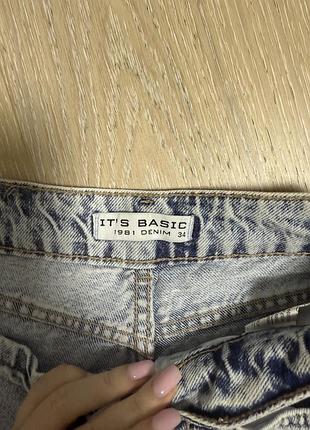 IT'S BASIC
1981 DENIM 34